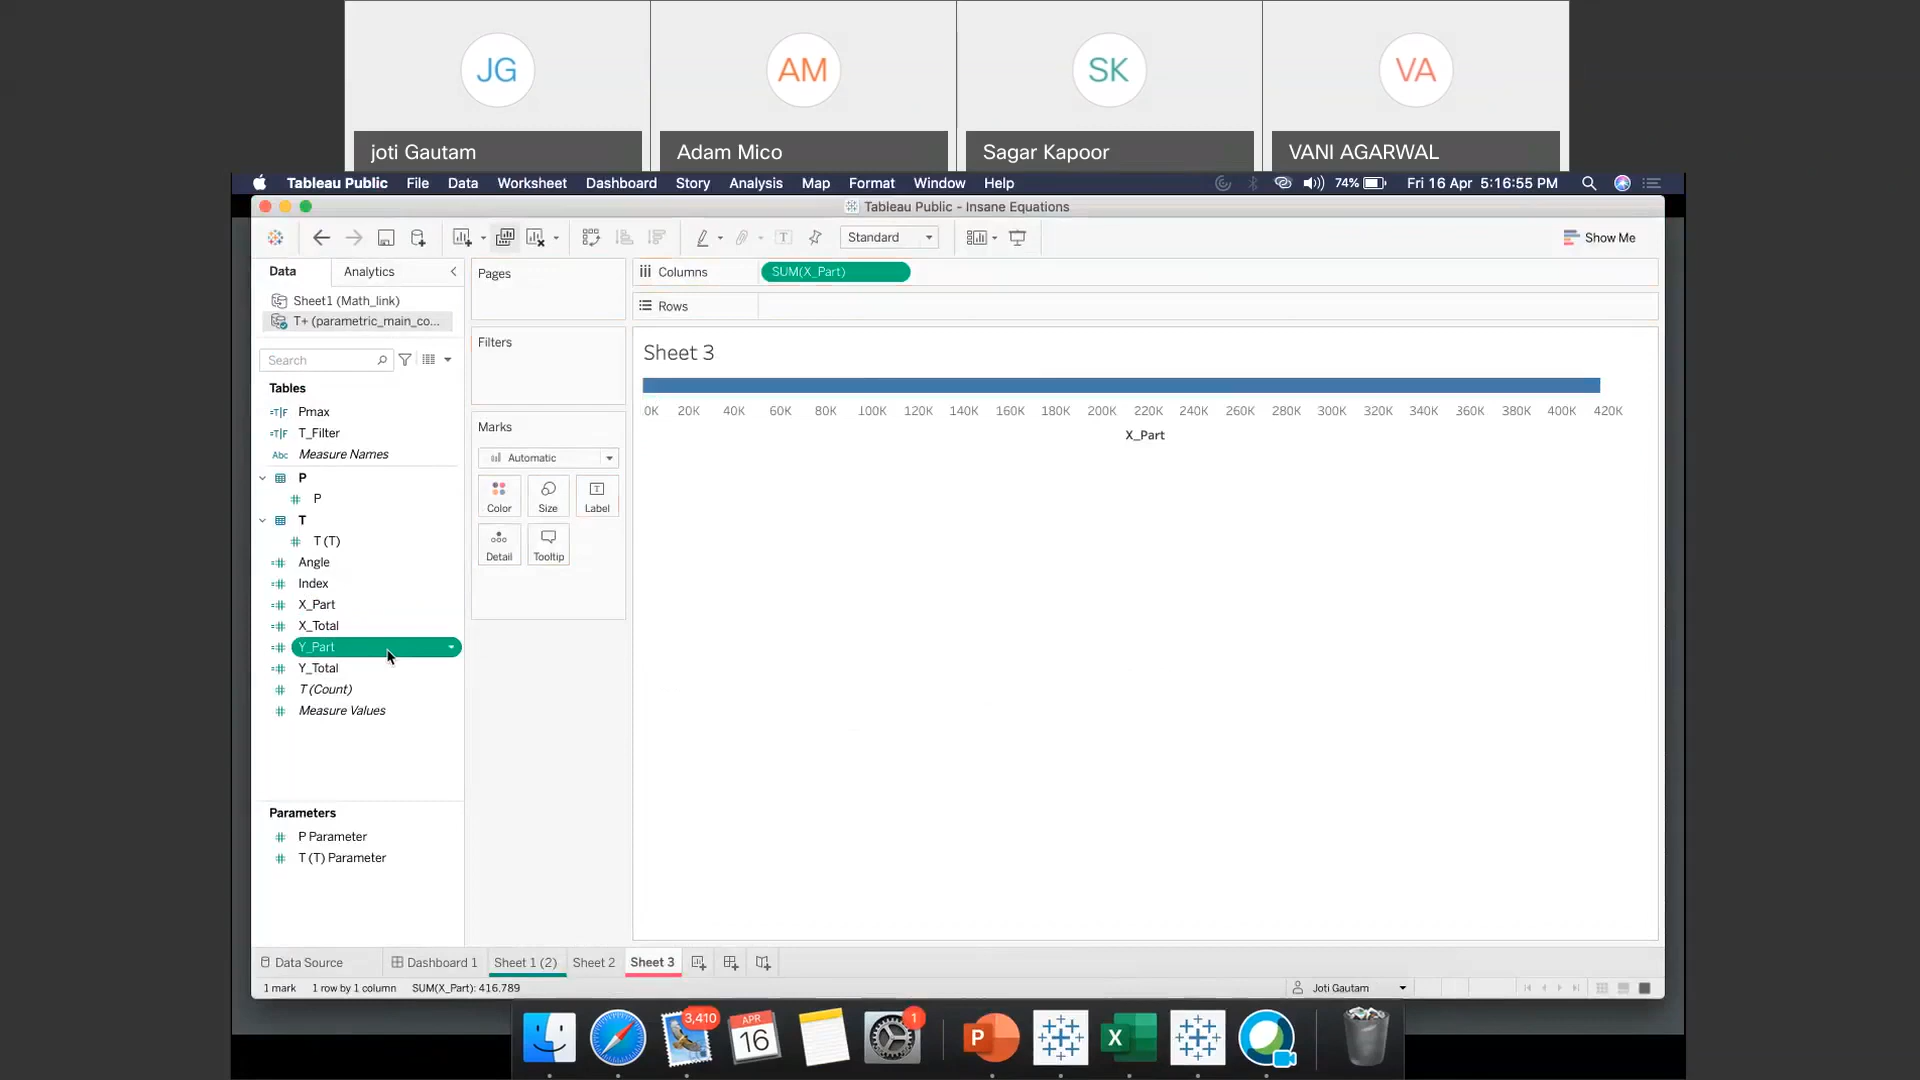 JG
AM
SK
VA
joti Gautam
Adam Mico
Sagar Kapoor
VANI AGARWAL
Tableau Public File Data Worksheet Dashboard Story Analysis Map Format Window Help
74% Fri 16 Apr 5:16:55 PM
Tableau Public - Insane Equations
Standard
Show Me
Data Analytics
Sheet1 (Math_link)
T+ (parametric_main_co...
Search
Tables
=T|F Pmax
=T|F T_Filter
Abc Measure Names
P
P
T
T (T)
Angle
Index
X_Part
X_Total
Y_Part
Y_Total
T (Count)
Measure Values
Parameters
P Parameter
T (T) Parameter
Pages
Filters
Marks
Automatic
Color Size Label
Detail Tooltip
Columns SUM(X_Part)
Rows
Sheet 3
0K 20K 40K 60K 80K 100K 120K 140K 160K 180K 200K 220K 240K 260K 280K 300K 320K 340K 360K 380K 400K 420K
X_Part
Data Source Dashboard 1 Sheet 1 (2) Sheet 2 Sheet 3
1 mark 1 row by 1 column SUM(X_Part): 416.789
Joti Gautam
3,410
APR
16
1
P
X